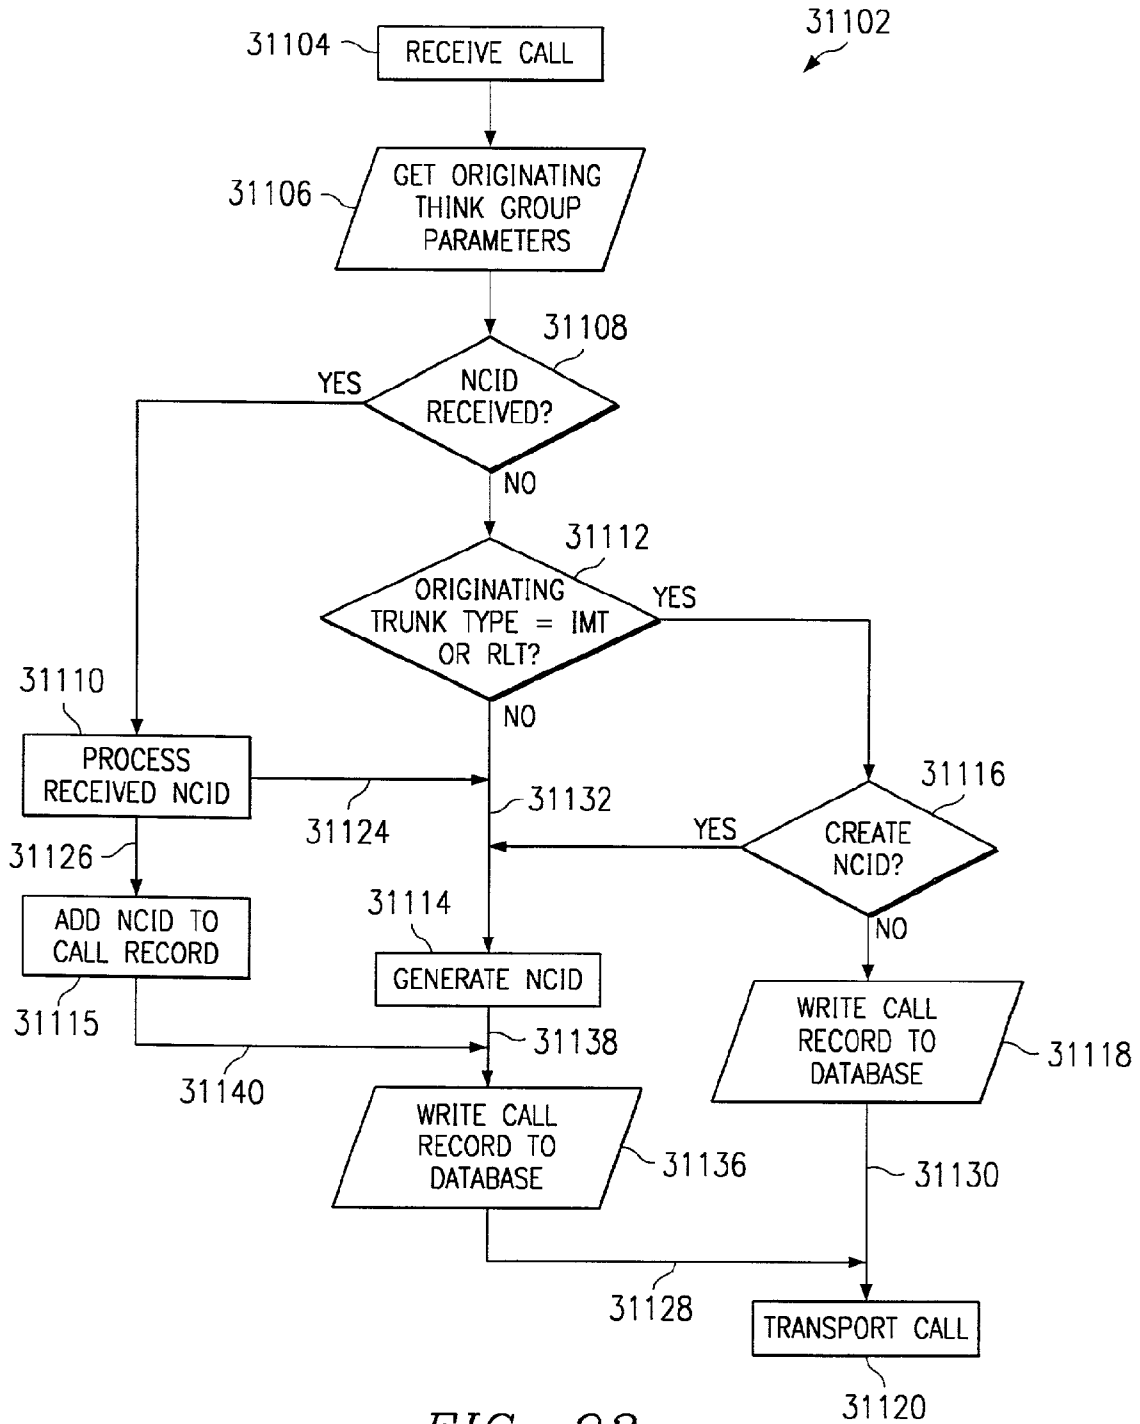 31102
31104
RECEIVE CALL
31106
GET ORIGINATING
THINK GROUP
PARAMETERS
31108
YES
NCID
RECEIVED?
NO
31112
ORIGINATING
TRUNK TYPE = IMT
OR RLT?
YES
NO
31110
PROCESS
RECEIVED NCID
31124
31132
31116
YES
CREATE
NCID?
NO
31126
31114
ADD NCID TO
CALL RECORD
31115
GENERATE NCID
31138
31140
WRITE CALL
RECORD TO
DATABASE
31118
WRITE CALL
RECORD TO
DATABASE
31136
31130
31128
TRANSPORT CALL
31120
FIG.